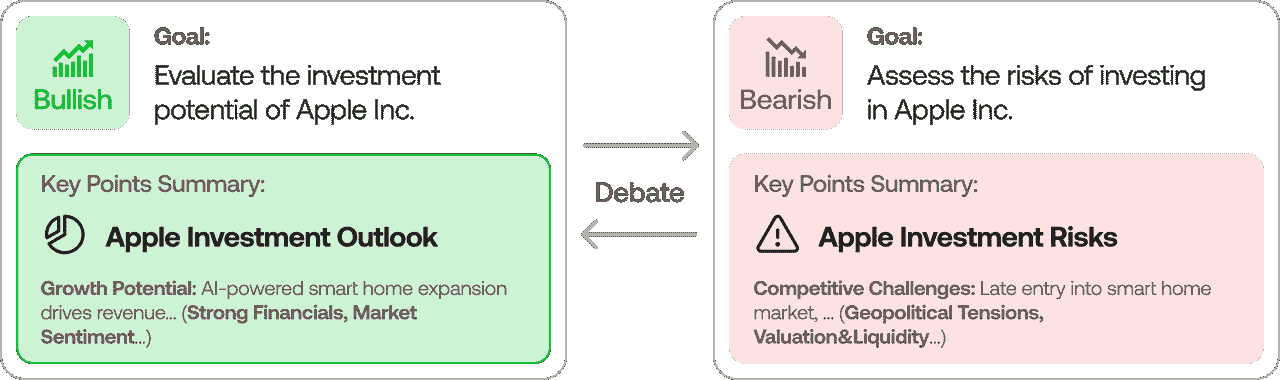 Bullish
Goal:
Evaluate the investment
potential of Apple Inc.
Key Points Summary:
Apple Investment Outlook
Growth Potential: AI-powered smart home expansion
drives revenue... (Strong Financials, Market
Sentiment...)
Debate
Bearish
Goal:
Assess the risks of investing
in Apple Inc.
Key Points Summary:
Apple Investment Risks
Competitive Challenges: Late entry into smart home
market, ... (Geopolitical Tensions,
Valuation&Liquidity...)